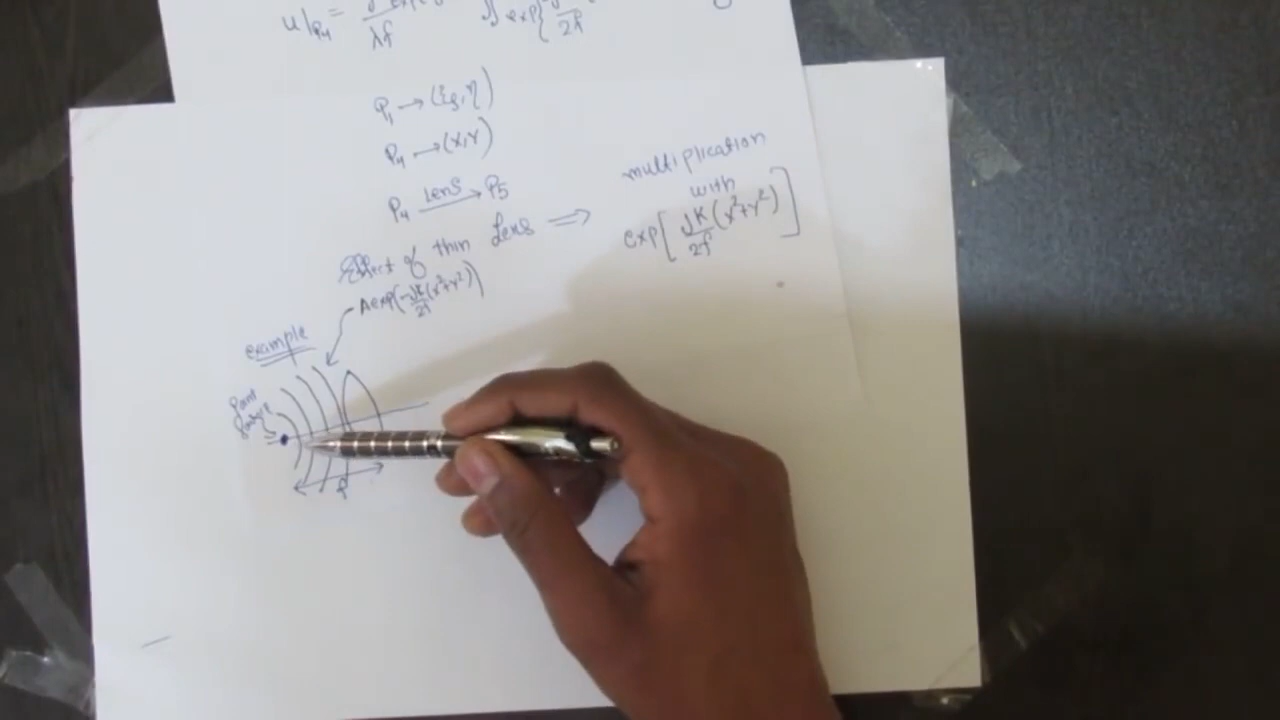 P₁ → (ξ, η)
P₄ → (x, y)
P₄ —Lens→ P₅
Effect of thin Lens ⟹
multiplication
with
exp[ jk/2f (x²+y²) ]
A exp(-jk/2f (x²+y²))
example
Point
Source
f